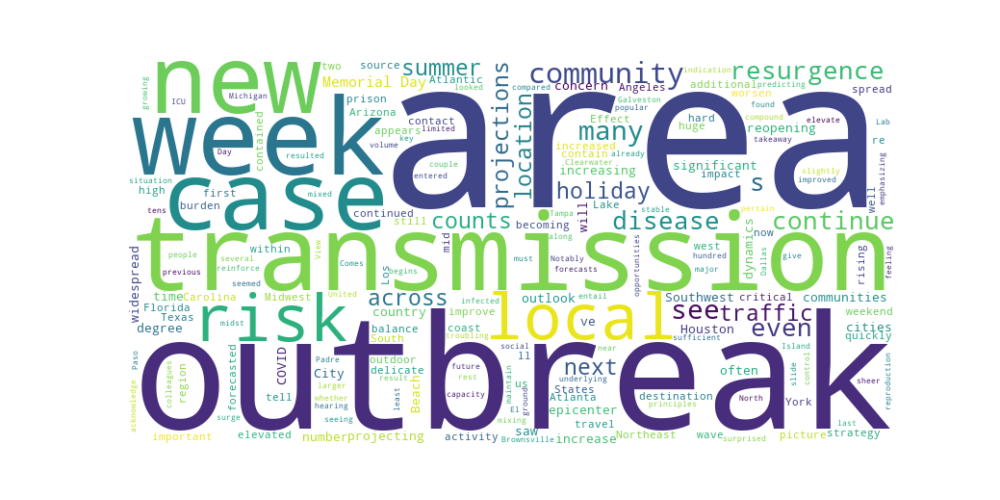 new
week
area
case
transmission
outbreak
risk
local
two
source
summer
Atlantic
looked
Memorial Day
growing
ICU
Michigan
prison
Arizona
contained
Day
resulted
contact
limited
appears
key
volume
couple
entered
situation
high
first
mixed
burden
tens
previous
continued
still
counts
becoming
mid
projections
location
compared
popular
community
concern
Angeles
Effect
increased
contain
Clearwater
already
increasing
holiday
Lake
will
Tampa
stable
along
disease
indication
additional
Galveston
found
resurgence
worsen
spread
predicting
many
huge
hard
compound
elevate
Lab
reopening
takeaway
re
significant
slightly
impact
improved
emphasizing
s
well
continue
opportunities
pertain
dynamics
Dallas
now
west
hundred
give
rising
feeling
must
Notably
forecasts
major
outlook
entail
Southwest
critical
communities
widespread
people
several
reinforce
seemed
within
View
Los
Comes
begins
United
time
Carolina
Midwest
across
country
infected
improve
Florida
Texas
degree
midst
balance
South
coast
troubling
see
traffic
weekend
Houston
even
cities
sufficient
quickly
Paso
acknowledge
colleagues
region
forecasted
surge
COVID
City
tell
Padre
larger
whether
hearing
seeing
outdoor
delicate
result
least
Beach
power
social
ll
future
capacity
rest
maintain
mixing
ground
El
us
next
near
often
underlying
States
Atlanta
epicenter
destination
principles
travel
North
York
Island
slide
control
sheer
reproduction
important
elevated
number
projecting
activity
saw
Brownsville
increase
Northeast
wave
surprised
picture
last
strategy